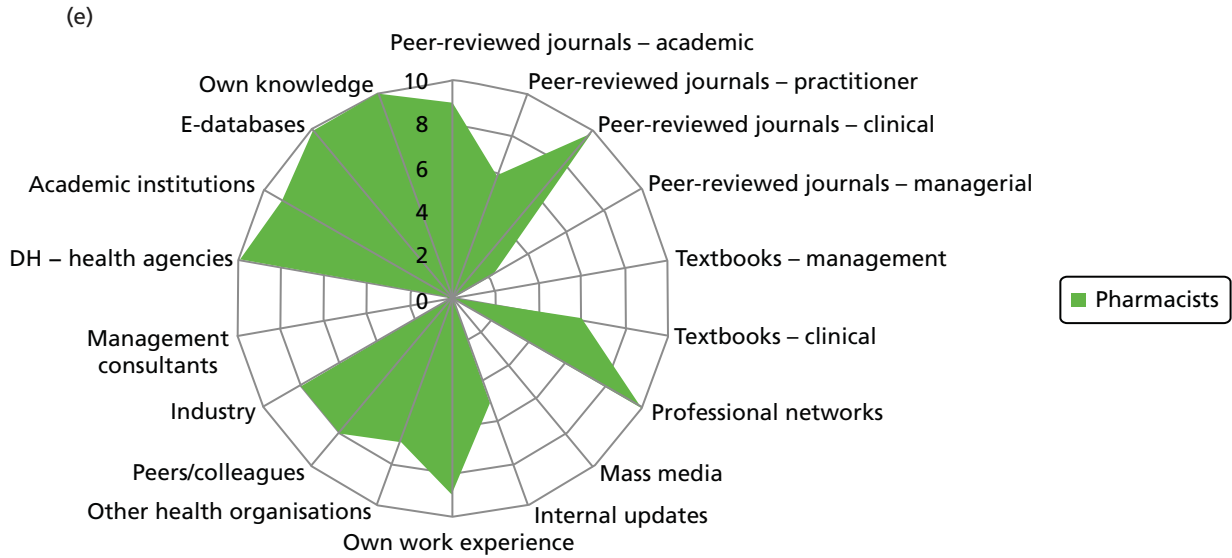 (e)
Peer-reviewed journals – academic
Peer-reviewed journals – practitioner
Peer-reviewed journals – clinical
Peer-reviewed journals – managerial
Textbooks – management
Textbooks – clinical
Professional networks
Mass media
Internal updates
Own work experience
Other health organisations
Peers/colleagues
Industry
Management
consultants
DH – health agencies
Academic institutions
E-databases
Own knowledge
10
8
6
4
2
0
Pharmacists